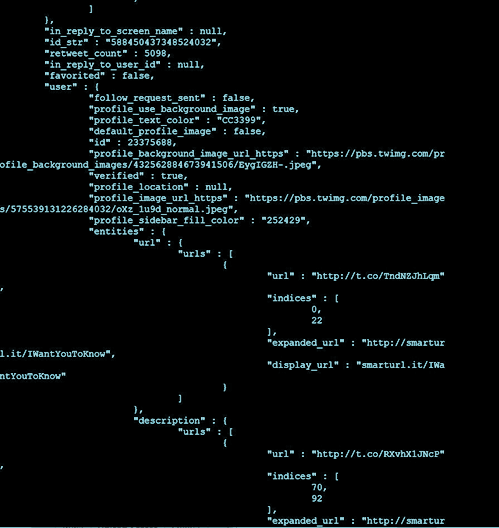 ]
},
"in_reply_to_screen_name" : null,
"id_str" : "588450437348524032",
"retweet_count" : 5098,
"in_reply_to_user_id" : null,
"favorited" : false,
"user" : {
"follow_request_sent" : false,
"profile_use_background_image" : true,
"profile_text_color" : "CC3399",
"default_profile_image" : false,
"id" : 23375688,
"profile_background_image_url_https" : "https://pbs.twimg.com/pr
ofile_background_images/432562884673941506/EygIGZH-.jpeg",
"verified" : true,
"profile_location" : null,
"profile_image_url_https" : "https://pbs.twimg.com/profile_image
s/575539131226284032/oXz_lu9d_normal.jpeg",
"profile_sidebar_fill_color" : "252429",
"entities" : {
"url" : {
"urls" : [
{
"url" : "http://t.co/TndNZJhLqm"
,
"indices" : [
0,
22
],
"expanded_url" : "http://smartur
l.it/IWantYouToKnow",
"display_url" : "smarturl.it/IWa
ntYouToKnow"
}
]
},
"description" : {
"urls" : [
{
"url" : "http://t.co/RXvhX1JNcP"
,
"indices" : [
70,
92
],
"expanded_url" : "http://smartur